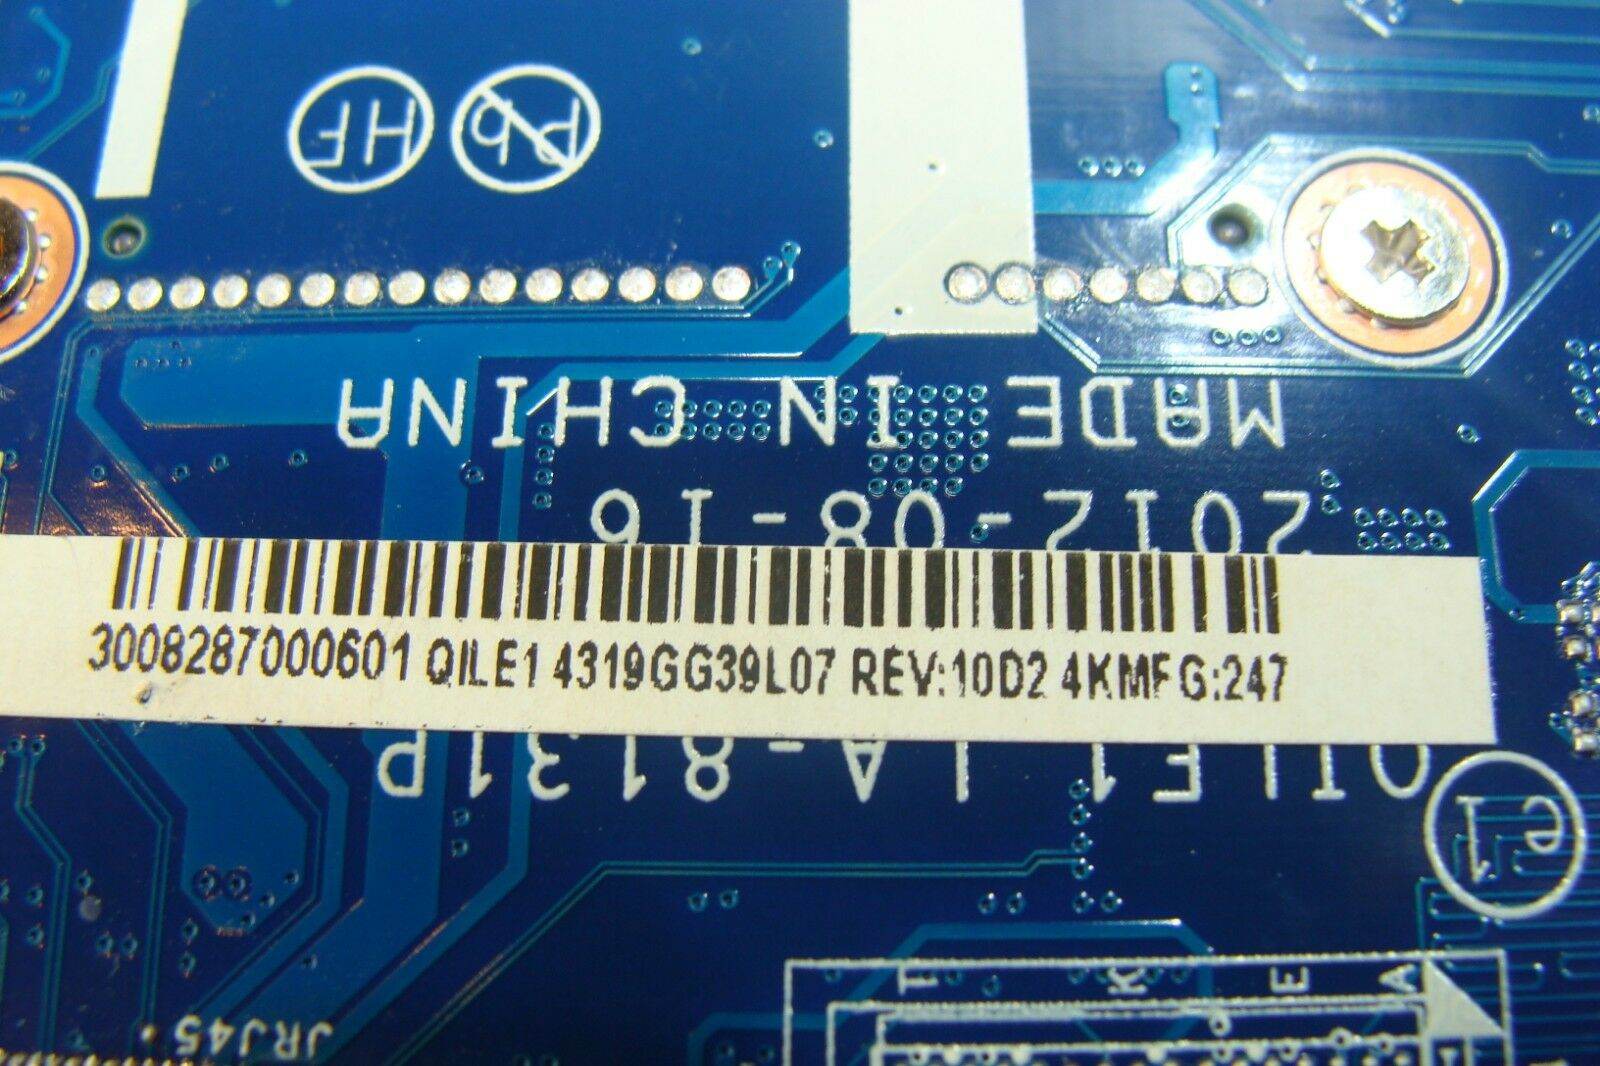 HF Pb
MADE IN CHINA
2012-08-16
3008287000601 QILE1 4319GG39L07 REV:10D2 4KMFG:247
QILE1 LA-8131P
C1
T K E A
JRJ45